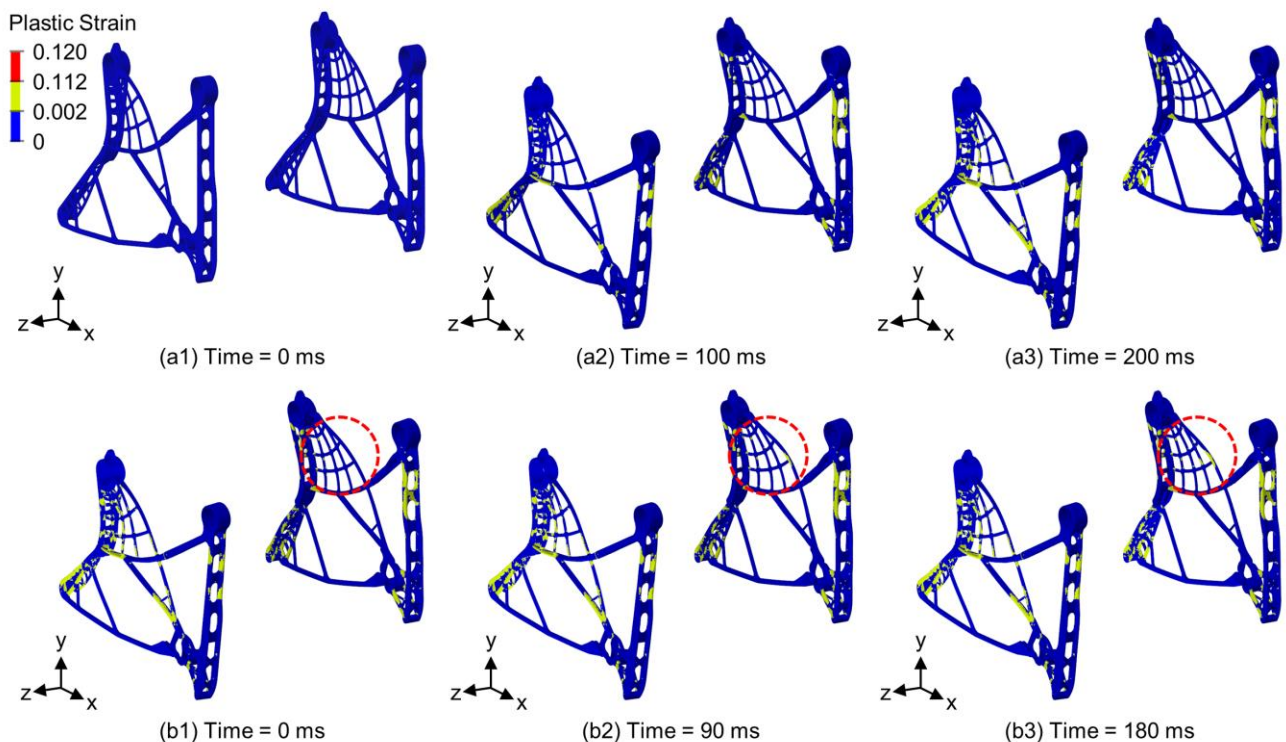 Plastic Strain
0.120
0.112
0.002
0
y
z
x
(a1) Time = 0 ms
y
z
x
(a2) Time = 100 ms
y
z
x
(a3) Time = 200 ms
y
z
x
(b1) Time = 0 ms
y
z
x
(b2) Time = 90 ms
y
z
x
(b3) Time = 180 ms